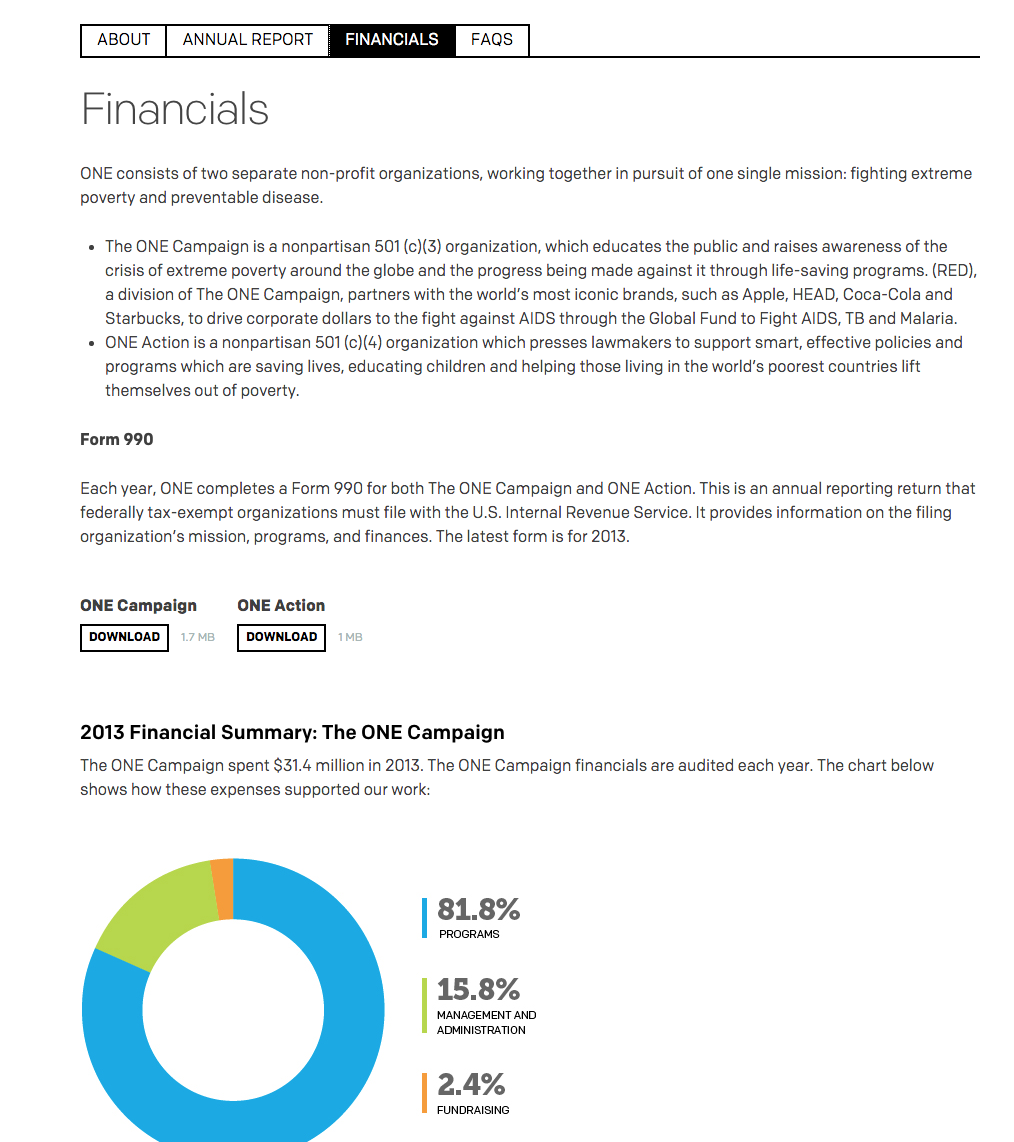 ABOUT ANNUAL REPORT FINANCIALS FAQS
Financials
ONE consists of two separate non-profit organizations, working together in pursuit of one single mission: fighting extreme
poverty and preventable disease.
• The ONE Campaign is a nonpartisan 501 (c)(3) organization, which educates the public and raises awareness of the
crisis of extreme poverty around the globe and the progress being made against it through life-saving programs. (RED),
a division of The ONE Campaign, partners with the world's most iconic brands, such as Apple, HEAD, Coca-Cola and
Starbucks, to drive corporate dollars to the fight against AIDS through the Global Fund to Fight AIDS, TB and Malaria.
• ONE Action is a nonpartisan 501 (c)(4) organization which presses lawmakers to support smart, effective policies and
programs which are saving lives, educating children and helping those living in the world's poorest countries lift
themselves out of poverty.
Form 990
Each year, ONE completes a Form 990 for both The ONE Campaign and ONE Action. This is an annual reporting return that
federally tax-exempt organizations must file with the U.S. Internal Revenue Service. It provides information on the filing
organization's mission, programs, and finances. The latest form is for 2013.
ONE Campaign ONE Action
DOWNLOAD 1.7 MB DOWNLOAD 1 MB
2013 Financial Summary: The ONE Campaign
The ONE Campaign spent $31.4 million in 2013. The ONE Campaign financials are audited each year. The chart below
shows how these expenses supported our work:
81.8%
PROGRAMS
15.8%
MANAGEMENT AND
ADMINISTRATION
2.4%
FUNDRAISING